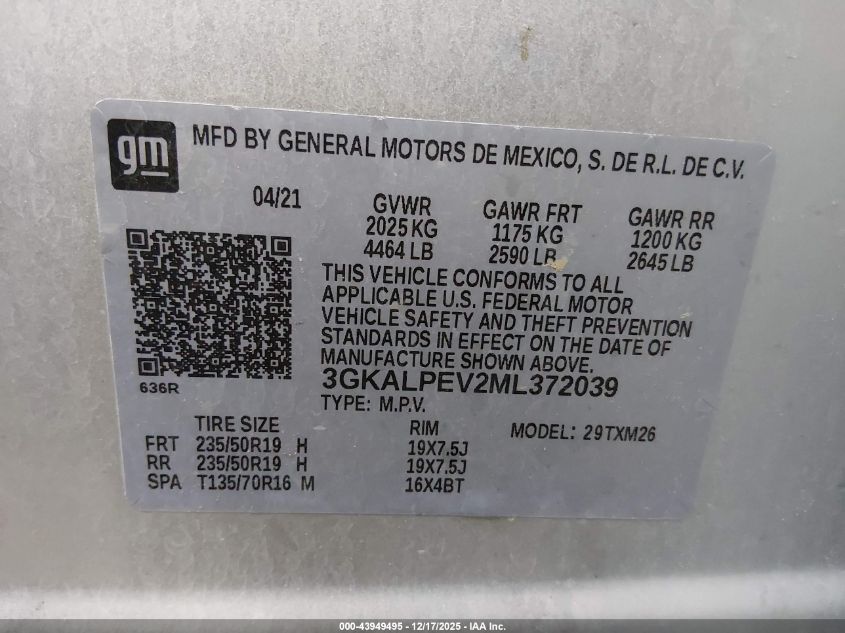 gm
MFD BY GENERAL MOTORS DE MEXICO, S. DE R.L. DE C.V.
04/21 GVWR GAWR FRT GAWR RR
2025 KG 1175 KG 1200 KG
4464 LB 2590 LB 2645 LB
THIS VEHICLE CONFORMS TO ALL
APPLICABLE U.S. FEDERAL MOTOR
VEHICLE SAFETY AND THEFT PREVENTION
STANDARDS IN EFFECT ON THE DATE OF
MANUFACTURE SHOWN ABOVE.
636R 3GKALPEV2ML372039
TYPE: M.P.V.
TIRE SIZE RIM MODEL: 29TXM26
FRT 235/50R19 H 19X7.5J
RR 235/50R19 H 19X7.5J
SPA T135/70R16 M 16X4BT
000-43949495 - 12/17/2025 - IAA Inc.